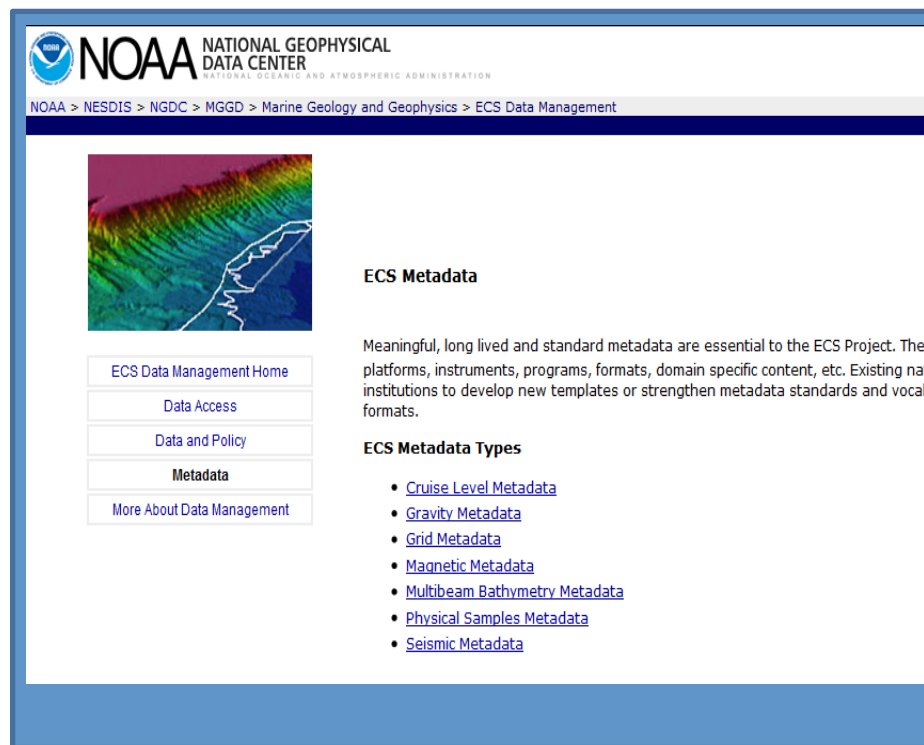 NOAA NATIONAL GEOPHYSICAL
DATA CENTER
NATIONAL OCEANIC AND ATMOSPHERIC ADMINISTRATION
NOAA > NESDIS > NGDC > MGGD > Marine Geology and Geophysics > ECS Data Management
ECS Metadata
Meaningful, long lived and standard metadata are essential to the ECS Project. The
platforms, instruments, programs, formats, domain specific content, etc. Existing na
institutions to develop new templates or strengthen metadata standards and vocal
formats.
ECS Data Management Home
Data Access
Data and Policy
Metadata
More About Data Management
ECS Metadata Types
• Cruise Level Metadata
• Gravity Metadata
• Grid Metadata
• Magnetic Metadata
• Multibeam Bathymetry Metadata
• Physical Samples Metadata
• Seismic Metadata